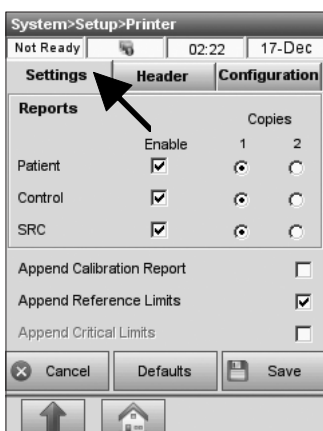 System>Setup>Printer
Not Ready 02:22 17-Dec
Settings Header Configuration
Reports Copies
Enable 1 2
Patient
Control
SRC
Append Calibration Report
Append Reference Limits
Append Critical Limits
Cancel Defaults Save